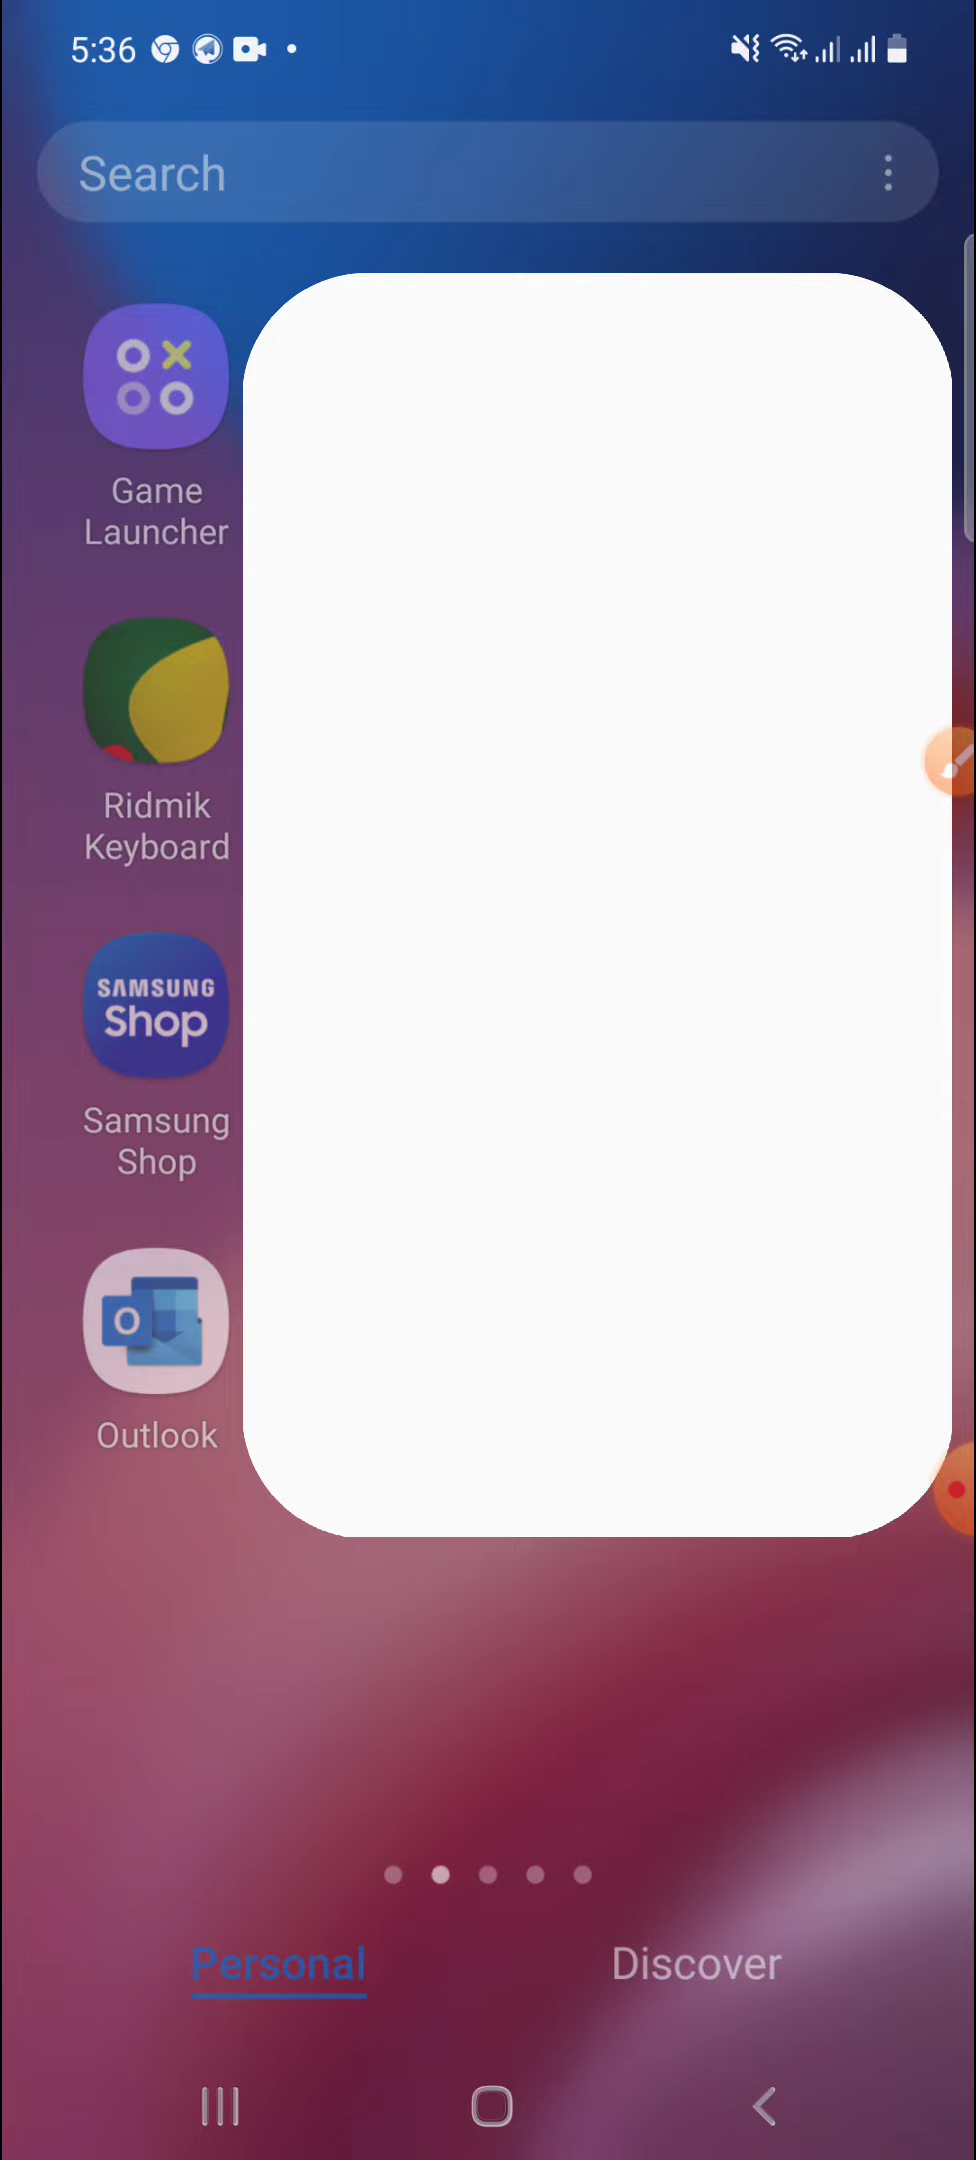 5:36
Search
Game
Launcher
Ridmik
Keyboard
SAMSUNG
Shop
Samsung
Shop
O
Outlook
Personal
Discover